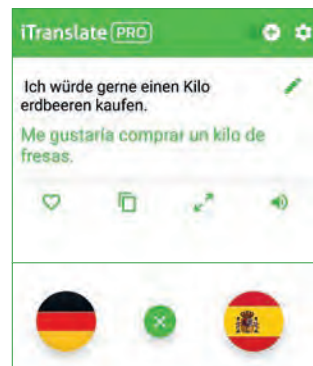 iTranslate PRO
Ich würde gerne einen Kilo
erdbeeren kaufen.
Me gustaría comprar un kilo de
fresas.